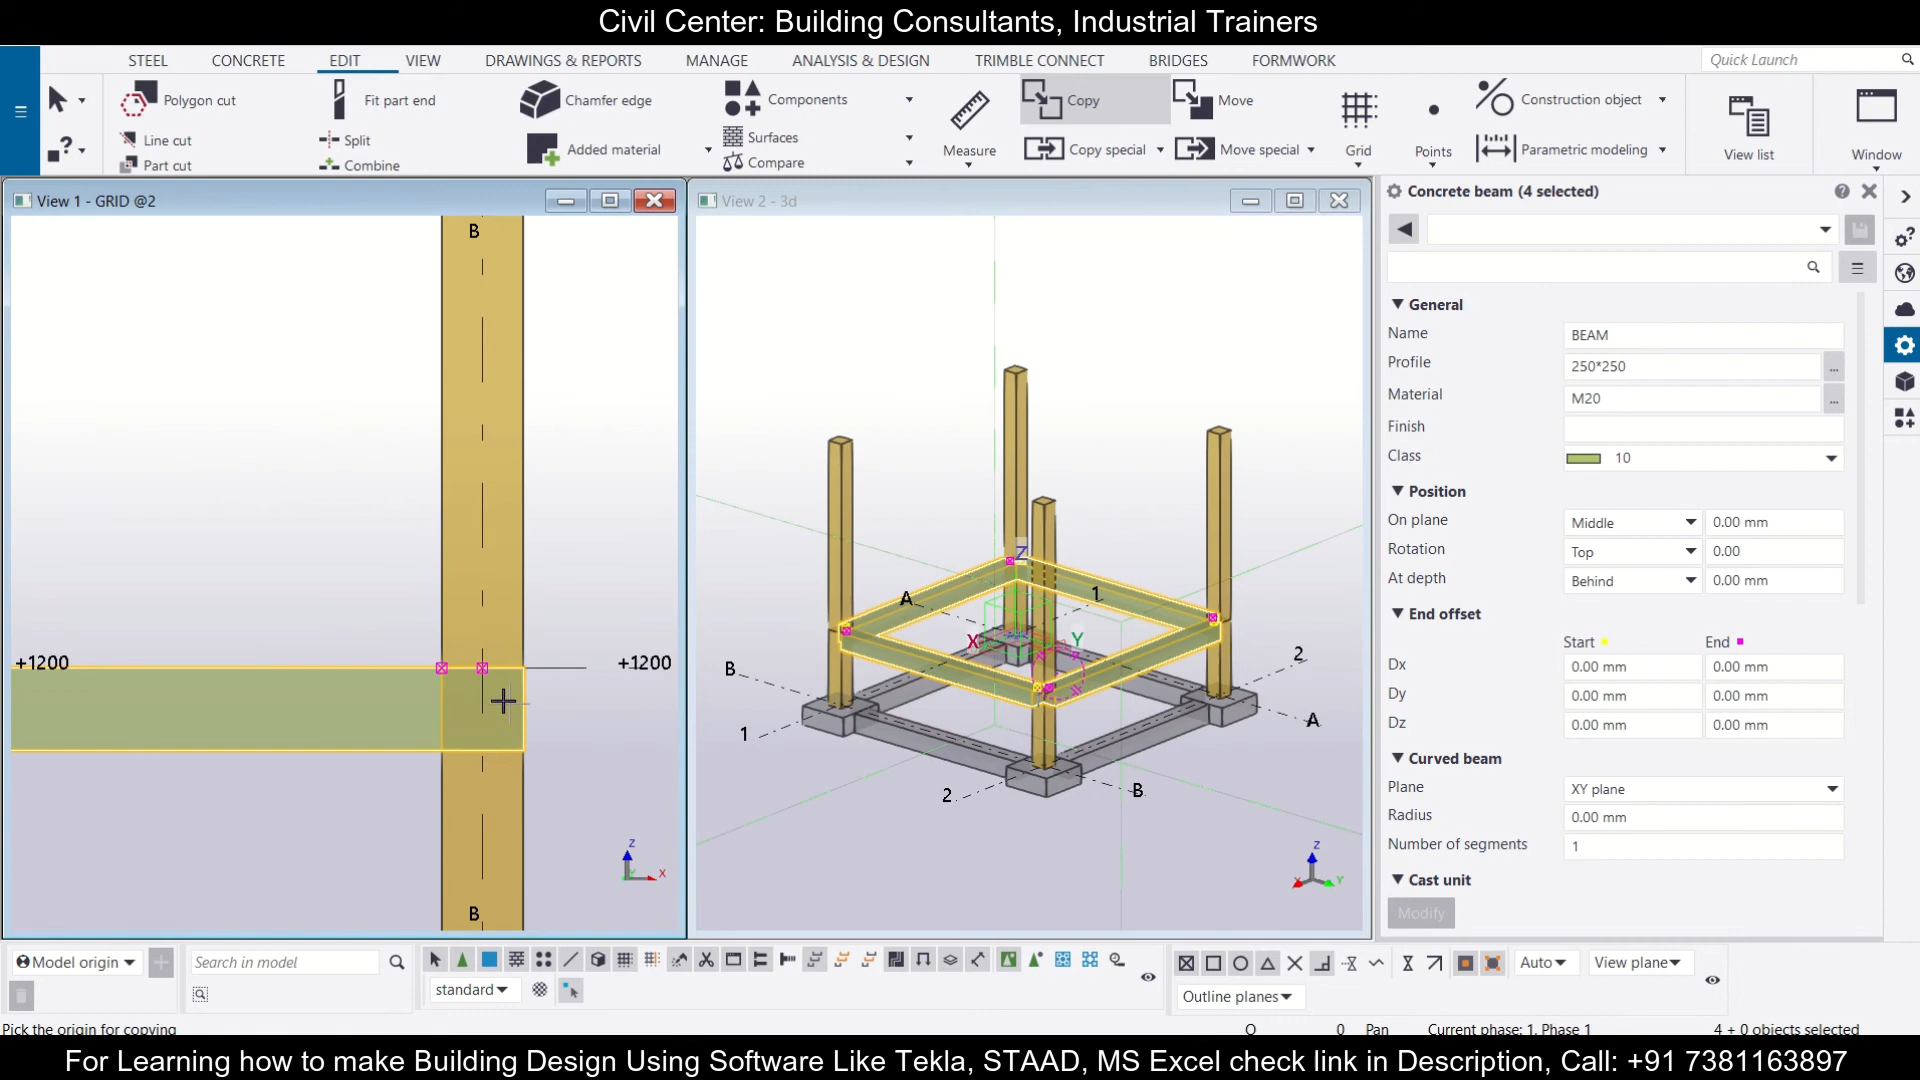 Civil Center: Building Consultants, Industrial Trainers
STEEL CONCRETE EDIT VIEW DRAWINGS & REPORTS MANAGE ANALYSIS & DESIGN TRIMBLE CONNECT BRIDGES FORMWORK Quick Launch
Polygon cut Fit part end Chamfer edge Components Copy Move Construction object
Line cut Split Added material Surfaces Measure Copy special Move special Grid Points Parametric modeling View list Window
Part cut Combine Compare
View 1 - GRID @2
B
+1200 +1200
B
Z
X
View 2 - 3d
Z
A 1
X Y
B 2
1 A
2 B
Z
X Y
Concrete beam (4 selected)
General
Name BEAM
Profile 250*250 ...
Material M20 ...
Finish
Class 10
Position
On plane Middle 0.00 mm
Rotation Top 0.00
At depth Behind 0.00 mm
End offset
Start End
Dx 0.00 mm 0.00 mm
Dy 0.00 mm 0.00 mm
Dz 0.00 mm 0.00 mm
Curved beam
Plane XY plane
Radius 0.00 mm
Number of segments 1
Cast unit
Modify
Model origin Search in model Auto View plane
standard Outline planes
Pick the origin for copying O 0 Pan Current phase: 1, Phase 1 4 + 0 objects selected
For Learning how to make Building Design Using Software Like Tekla, STAAD, MS Excel check link in Description, Call: +91 7381163897